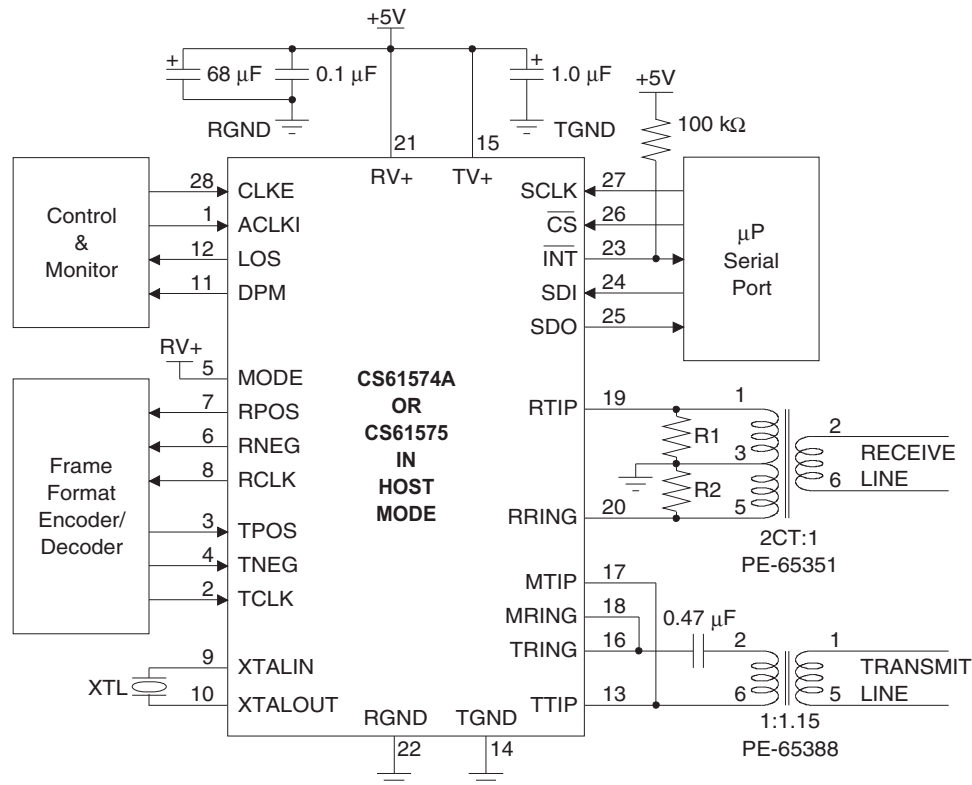 +5V
+
68 μF
0.1 μF
+
1.0 μF
+5V
RGND
TGND
100 kΩ
21
15
RV+
TV+
Control
&
Monitor
28
CLKE
1
ACLKI
12
LOS
11
DPM
SCLK
27
CS
26
INT
23
SDI
24
SDO
25
μP
Serial
Port
RV+
5
MODE
7
RPOS
6
RNEG
8
RCLK
3
TPOS
4
TNEG
2
TCLK
Frame
Format
Encoder/
Decoder
CS61574A
OR
CS61575
IN
HOST
MODE
RTIP
19
R1
R2
RRING
20
1
3
5
2
6
RECEIVE
LINE
2CT:1
PE-65351
MTIP
17
MRING
18
TRING
16
0.47 μF
TTIP
13
2
6
1
5
TRANSMIT
LINE
1:1.15
PE-65388
XTL
9
XTALIN
10
XTALOUT
RGND
TGND
22
14